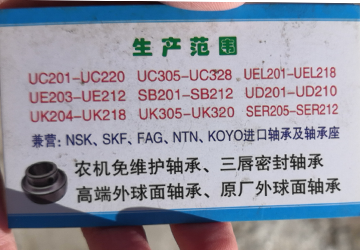 生产范围
UC201-UC220 UC305-UC328 UEL201-UEL218
UE203-UE212 SB201-SB212 UD201-UD210
UK204-UK218 UK305-UK320 SER205-SER212
兼营:NSK、SKF、FAG、NTN、KOYO进口轴承及轴承座
农机免维护轴承、三唇密封轴承
高端外球面轴承、原厂外球面轴承